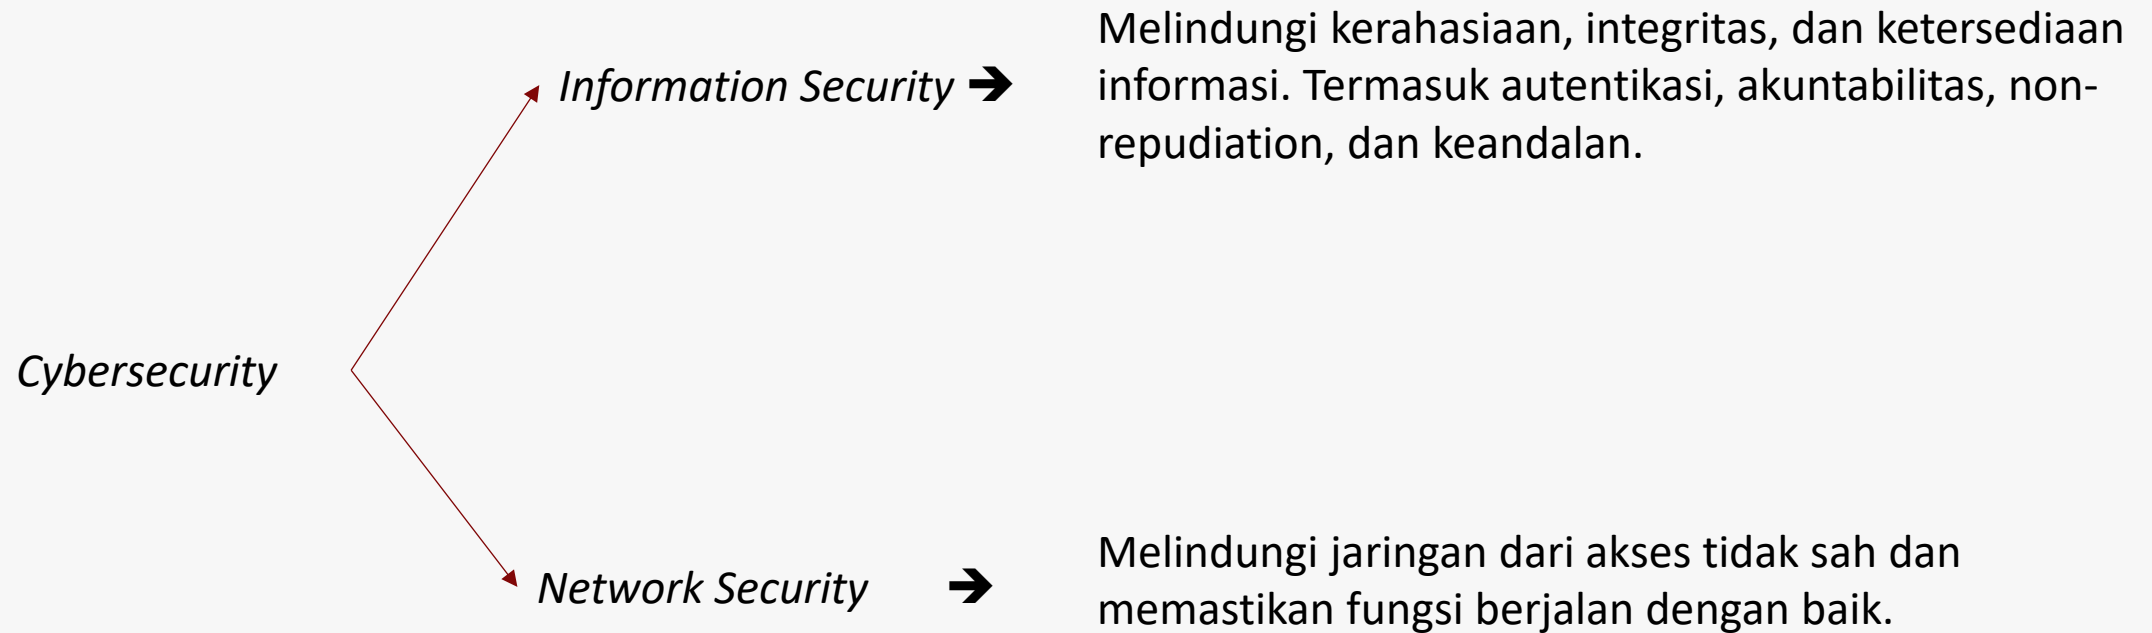 Melindungi kerahasiaan, integritas, dan ketersediaan
Information Security ➔ informasi. Termasuk autentikasi, akuntabilitas, non-
repudiation, dan keandalan.
Cybersecurity
Melindungi jaringan dari akses tidak sah dan
Network Security ➔ memastikan fungsi berjalan dengan baik.